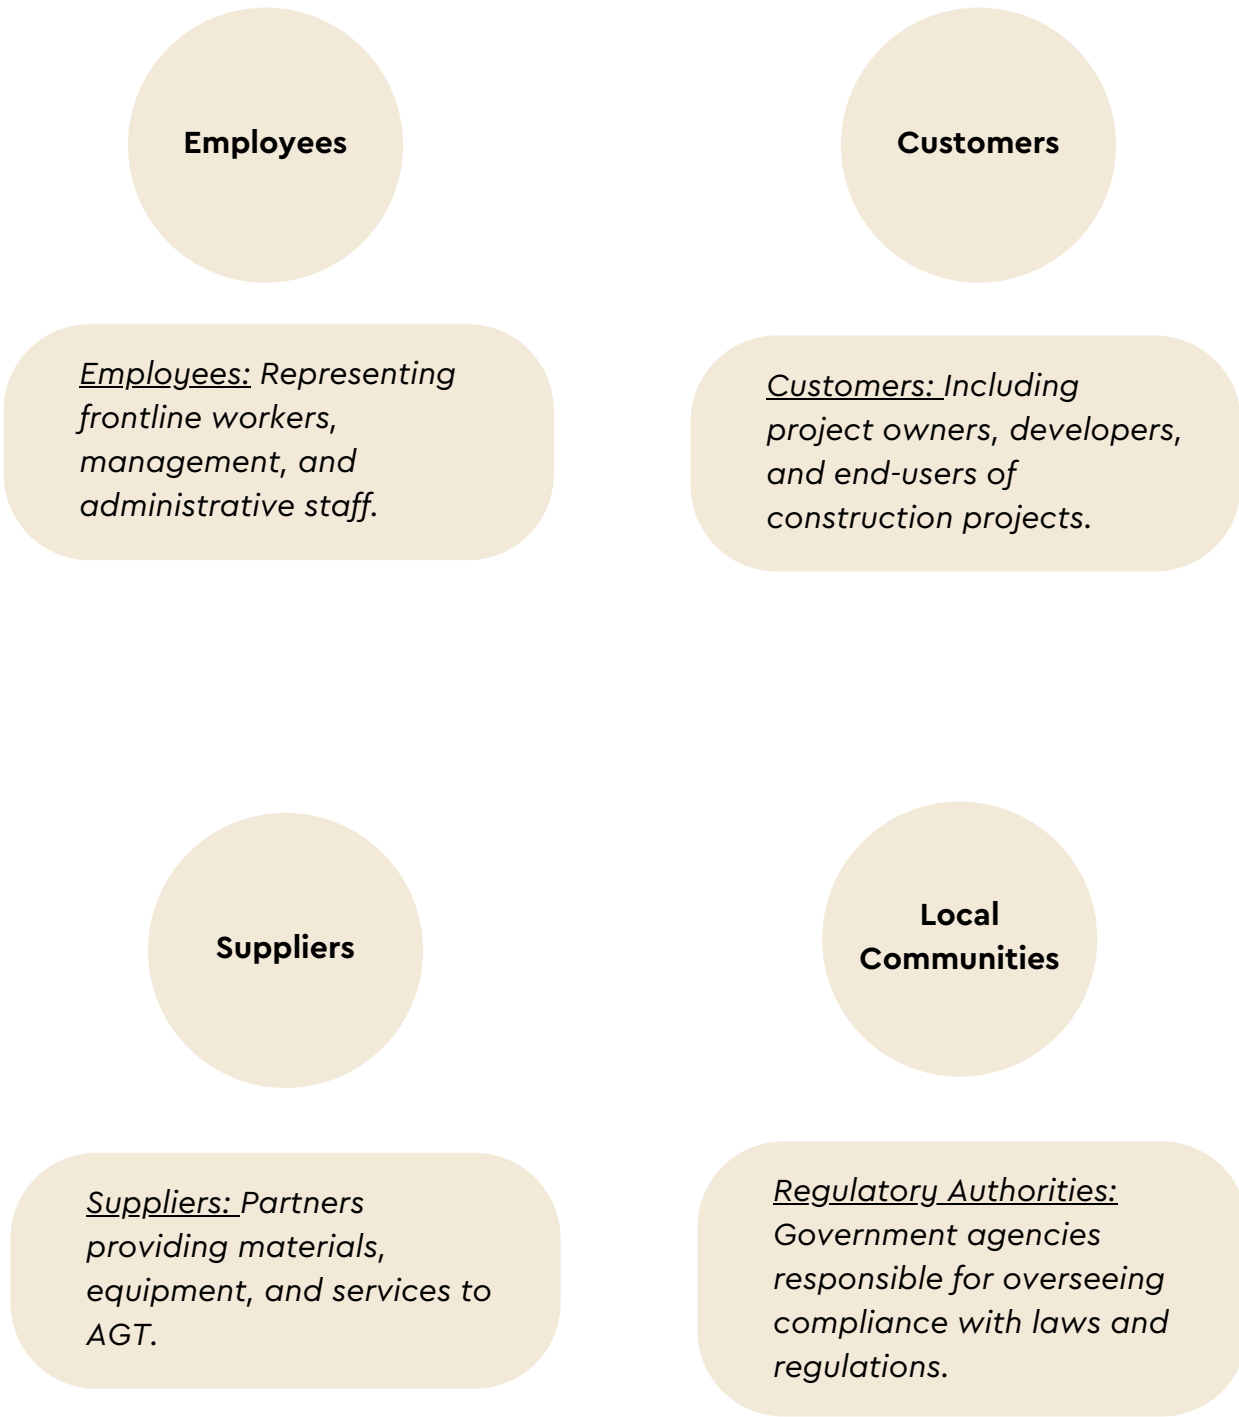 Employees
Employees: Representing
frontline workers,
management, and
administrative staff.
Customers
Customers: Including
project owners, developers,
and end-users of
construction projects.
Suppliers
Suppliers: Partners
providing materials,
equipment, and services to
AGT.
Local
Communities
Regulatory Authorities:
Government agencies
responsible for overseeing
compliance with laws and
regulations.